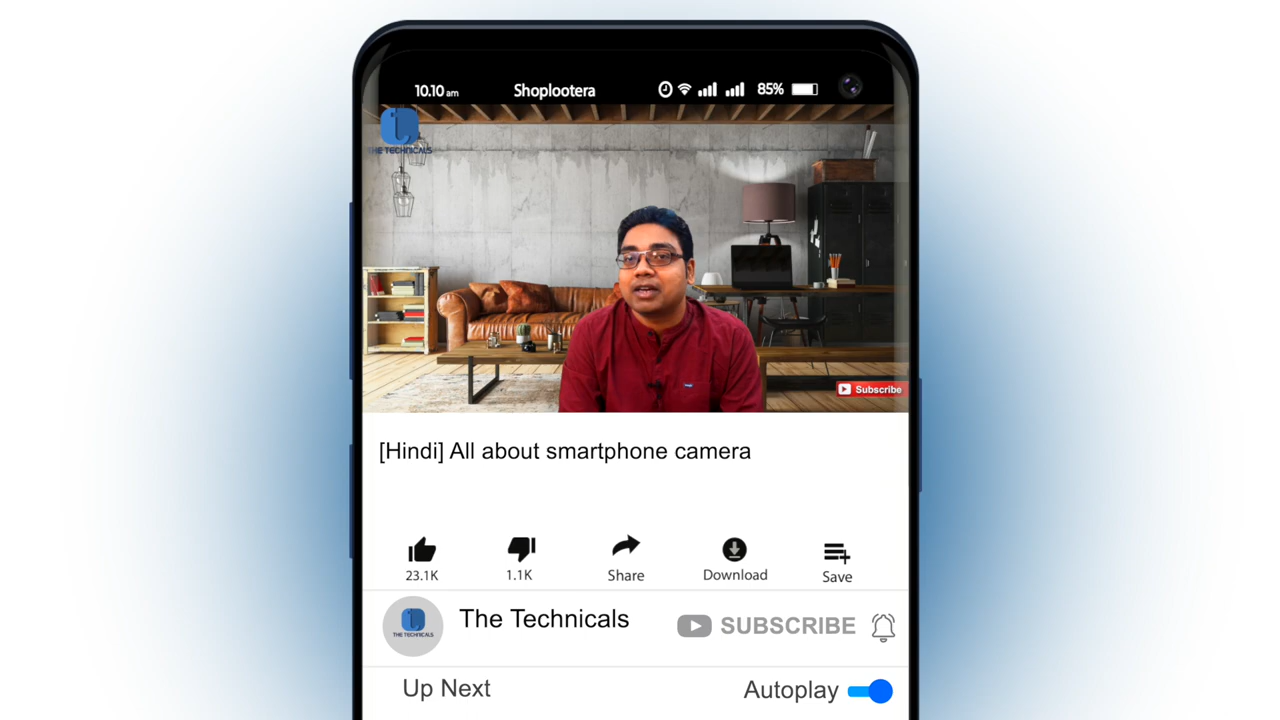 10.10 am Shoplootera 85%
THE TECHNICALS
Subscribe
[Hindi] All about smartphone camera
23.1K 1.1K Share Download Save
The Technicals SUBSCRIBE
THE TECHNICALS
Up Next Autoplay